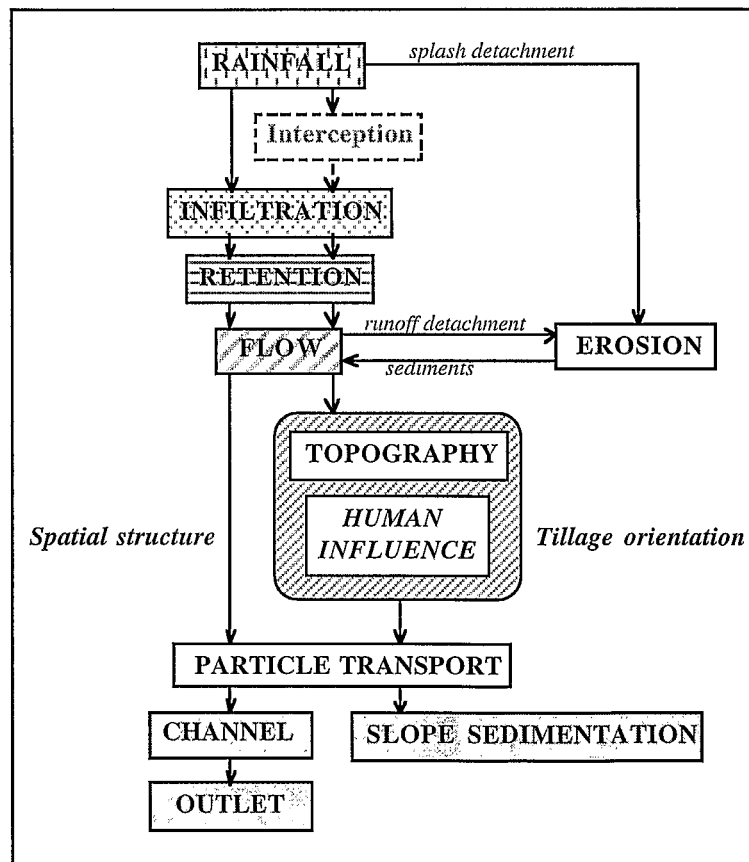 RAINFALL
splash detachment
Interception
INFILTRATION
RETENTION
runoff detachment
FLOW
EROSION
sediments
TOPOGRAPHY
HUMAN
INFLUENCE
Spatial structure
Tillage orientation
PARTICLE TRANSPORT
CHANNEL
SLOPE SEDIMENTATION
OUTLET